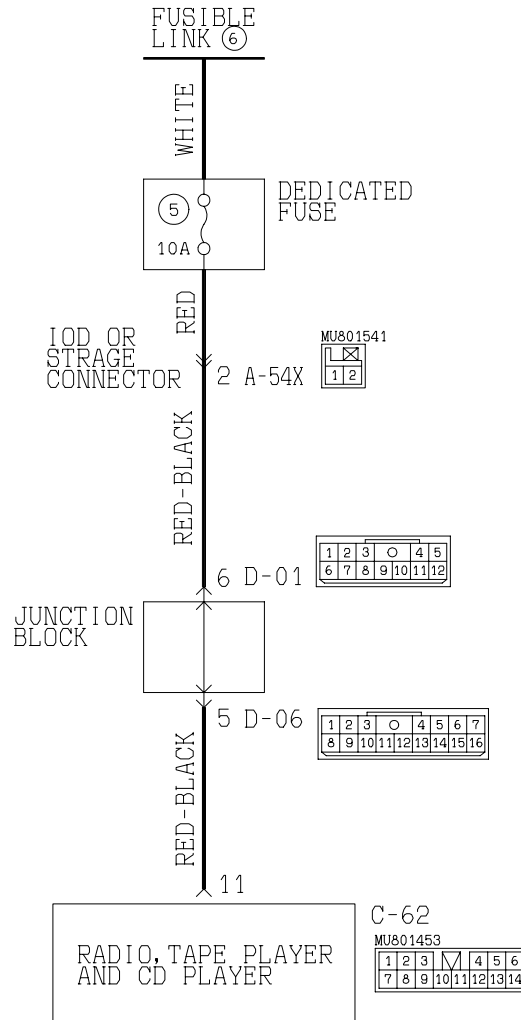 FUSIBLE
LINK 6
WHITE
DEDICATED
FUSE
5
10A
RED
IOD OR
STRAGE
CONNECTOR
2 A-54X
MU801541
1 2
RED-BLACK
6 D-01
1 2 3 4 5
6 7 8 9 10 11 12
JUNCTION
BLOCK
5 D-06
1 2 3 4 5 6 7
8 9 10 11 12 13 14 15 16
RED-BLACK
11
RADIO, TAPE PLAYER
AND CD PLAYER
C-62
MU801453
1 2 3 4 5 6
7 8 9 10 11 12 13 14